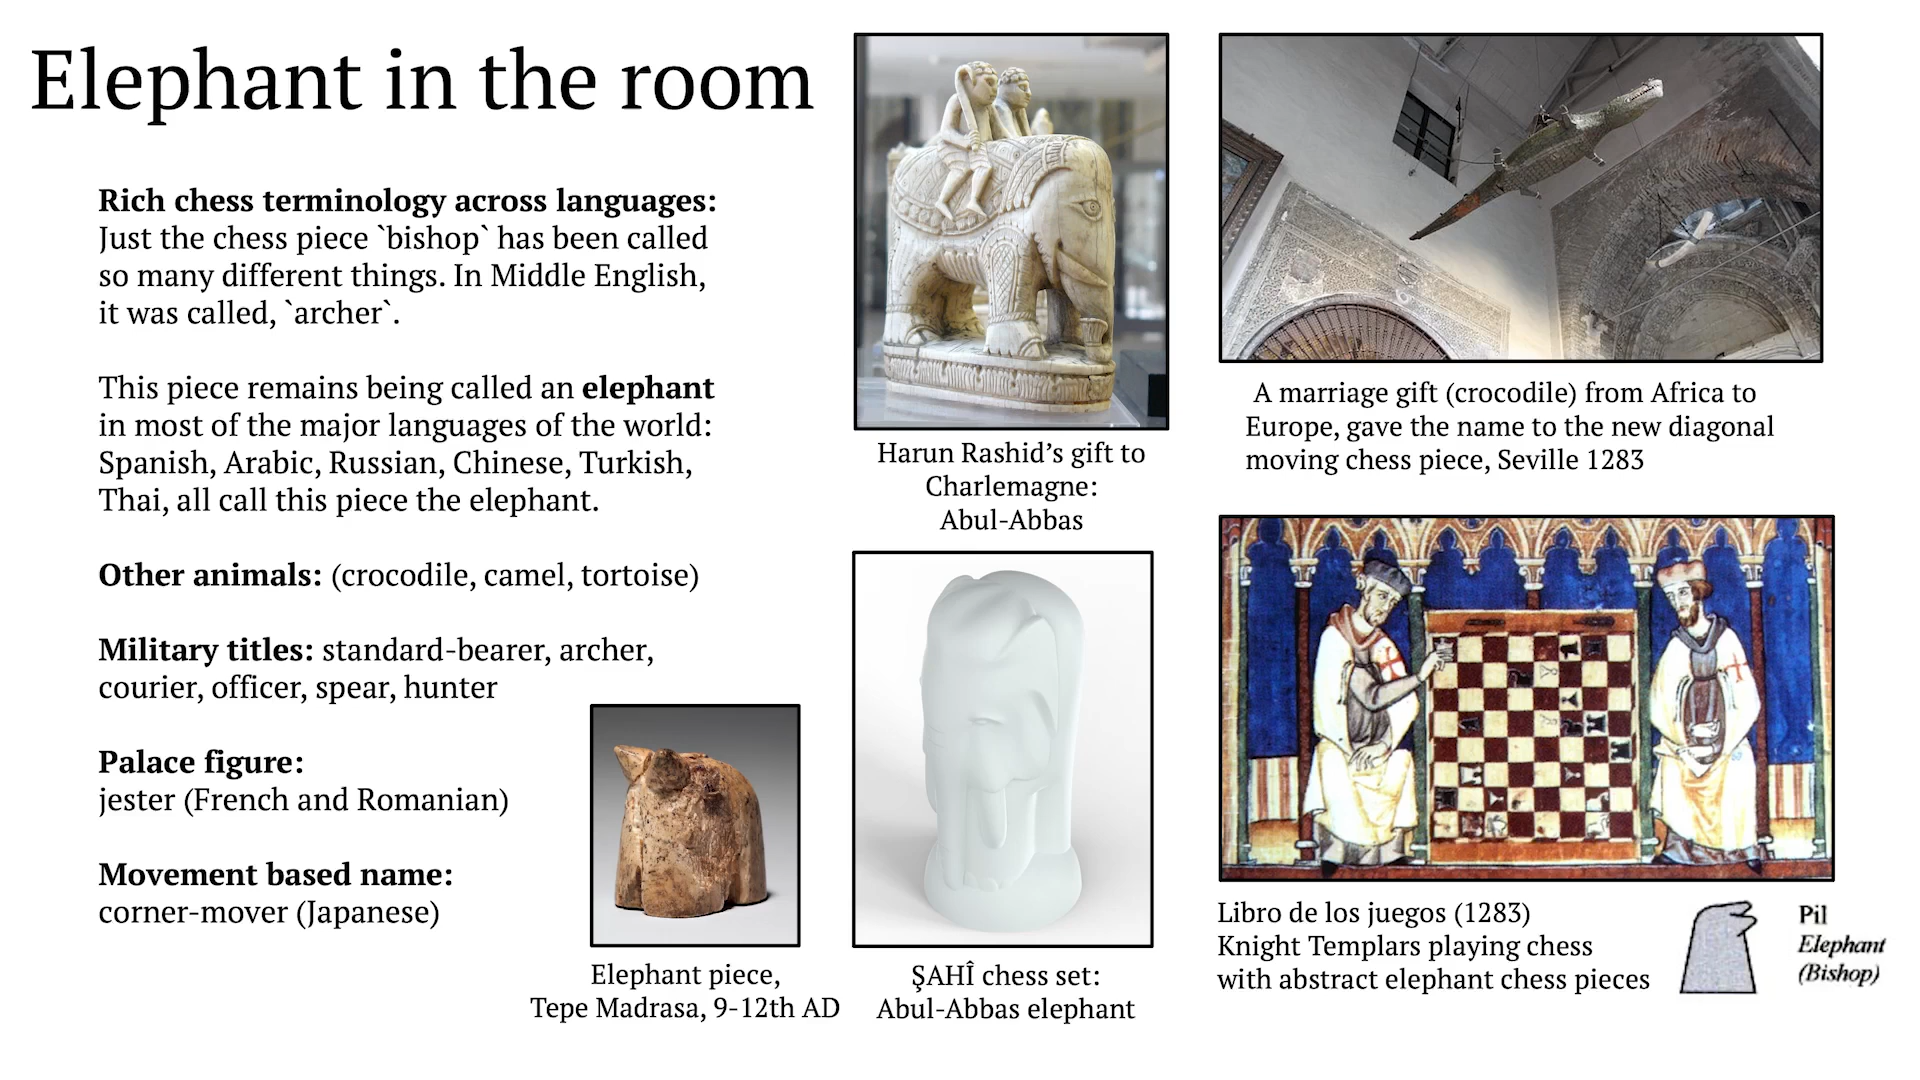 Elephant in the room
Rich chess terminology across languages:
Just the chess piece `bishop` has been called
so many different things. In Middle English,
it was called, `archer`.
This piece remains being called an elephant
in most of the major languages of the world:
Spanish, Arabic, Russian, Chinese, Turkish,
Thai, all call this piece the elephant.
Other animals: (crocodile, camel, tortoise)
Military titles: standard-bearer, archer,
courier, officer, spear, hunter
Palace figure:
jester (French and Romanian)
Movement based name:
corner-mover (Japanese)
Elephant piece,
Tepe Madrasa, 9-12th AD
Harun Rashid’s gift to
Charlemagne:
Abul-Abbas
ŞAHÎ chess set:
Abul-Abbas elephant
A marriage gift (crocodile) from Africa to
Europe, gave the name to the new diagonal
moving chess piece, Seville 1283
Libro de los juegos (1283)
Knight Templars playing chess
with abstract elephant chess pieces
Pil
Elephant
(Bishop)